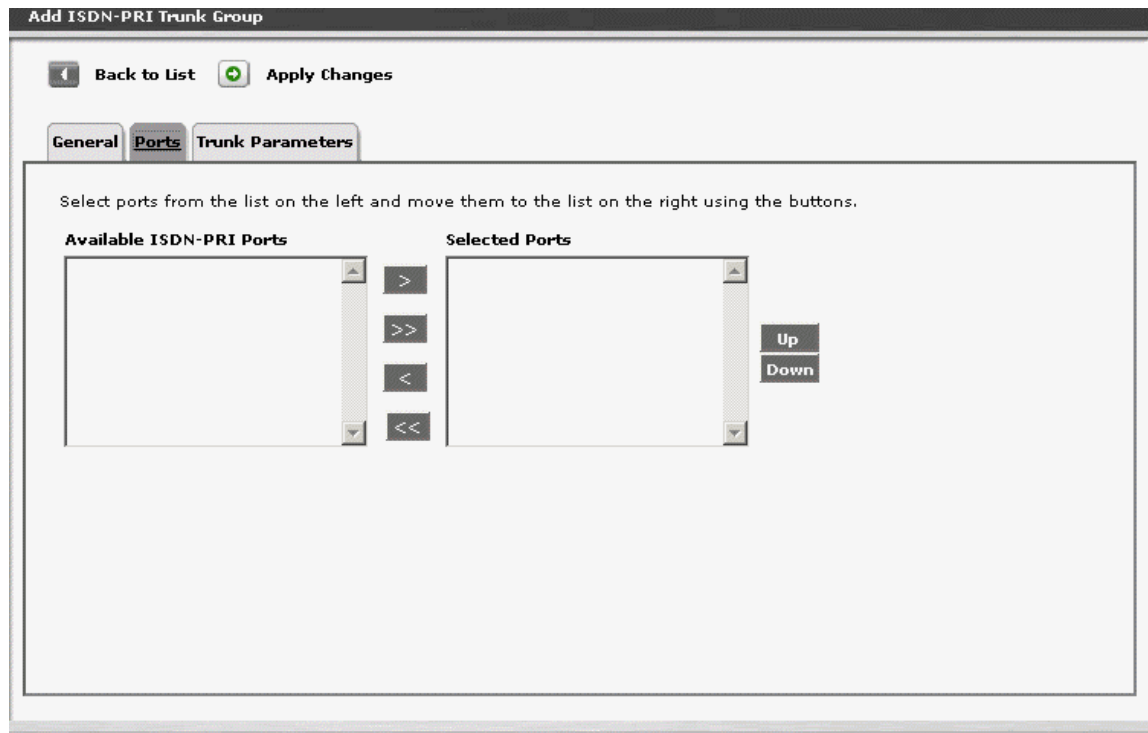 Add ISDN-PRI Trunk Group
Back to List Apply Changes
General Ports Trunk Parameters
Select ports from the list on the left and move them to the list on the right using the buttons.
Available ISDN-PRI Ports Selected Ports
>
>>
Up
Down
<
<<